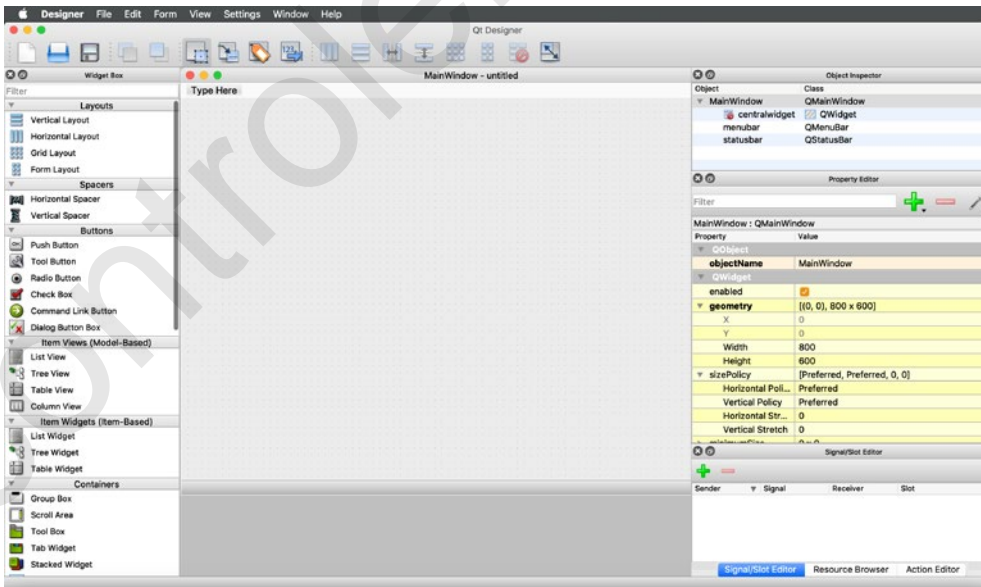 Designer File Edit Form View Settings Window Help
Qt Designer
Widget Box
Filter
Layouts
Vertical Layout
Horizontal Layout
Grid Layout
Form Layout
Spacers
Horizontal Spacer
Vertical Spacer
Buttons
Push Button
Tool Button
Radio Button
Check Box
Command Link Button
Dialog Button Box
Item Views (Model-Based)
List View
Tree View
Table View
Column View
Item Widgets (Item-Based)
List Widget
Tree Widget
Table Widget
Containers
Group Box
Scroll Area
Tool Box
Tab Widget
Stacked Widget
MainWindow - untitled
Type Here
Object Inspector
Object Class
MainWindow QMainWindow
centralwidget QWidget
menubar QMenuBar
statusbar QStatusBar
Property Editor
Filter
MainWindow : QMainWindow
Property Value
QObject
objectName MainWindow
QWidget
enabled
geometry [(0, 0), 800 x 600]
X 0
Y 0
Width 800
Height 600
sizePolicy [Preferred, Preferred, 0, 0]
Horizontal Poli... Preferred
Vertical Policy Preferred
Horizontal Str... 0
Vertical Stretch 0
minimumSize 0 x 0
Signal/Slot Editor
Sender Signal Receiver Slot
Signal/Slot Editor Resource Browser Action Editor